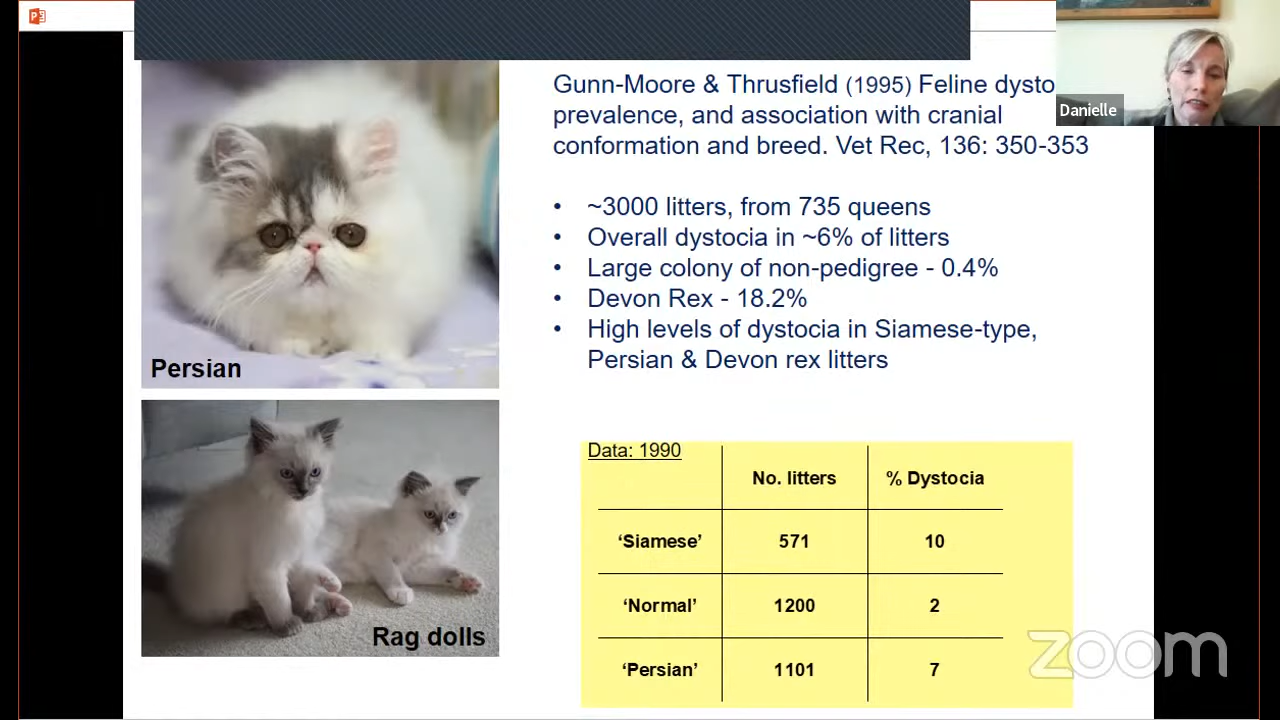 Gunn-Moore & Thrusfield (1995) Feline
prevalence, and association with cranial
conformation and breed. Vet Rec, 136: 350-353
• ~3000 litters, from 735 queens
• Overall dystocia in ~6% of litters
• Large colony of non-pedigree - 0.4%
• Devon Rex - 18.2%
• High levels of dystocia in Siamese-type,
Persian & Devon rex litters
Persian
Rag dolls
Data: 1990
No. litters % Dystocia
‘Siamese’ 571 10
‘Normal’ 1200 2
‘Persian’ 1101 7
Danielle
zoom